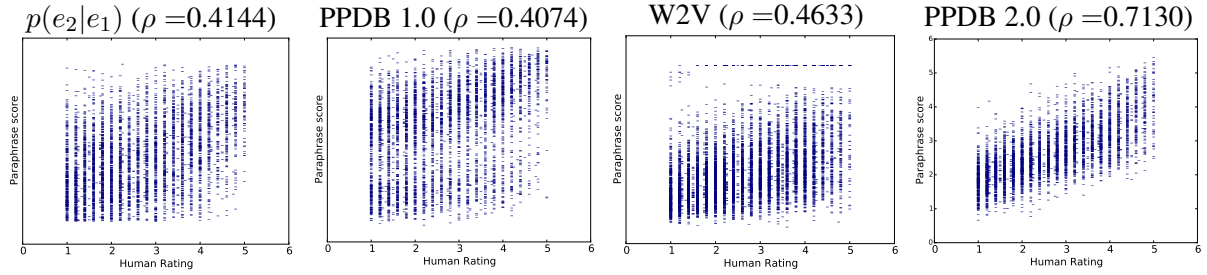 p(e₂|e₁) (ρ =0.4144)
Paraphrase score
0 1 2 3 4 5 6
Human Rating
PPDB 1.0 (ρ =0.4074)
Paraphrase score
0 1 2 3 4 5 6
Human Rating
W2V (ρ =0.4633)
Paraphrase score
0 1 2 3 4 5 6
Human Rating
PPDB 2.0 (ρ =0.7130)
Paraphrase score
6
5
4
3
2
1
0
0 1 2 3 4 5 6
Human Rating